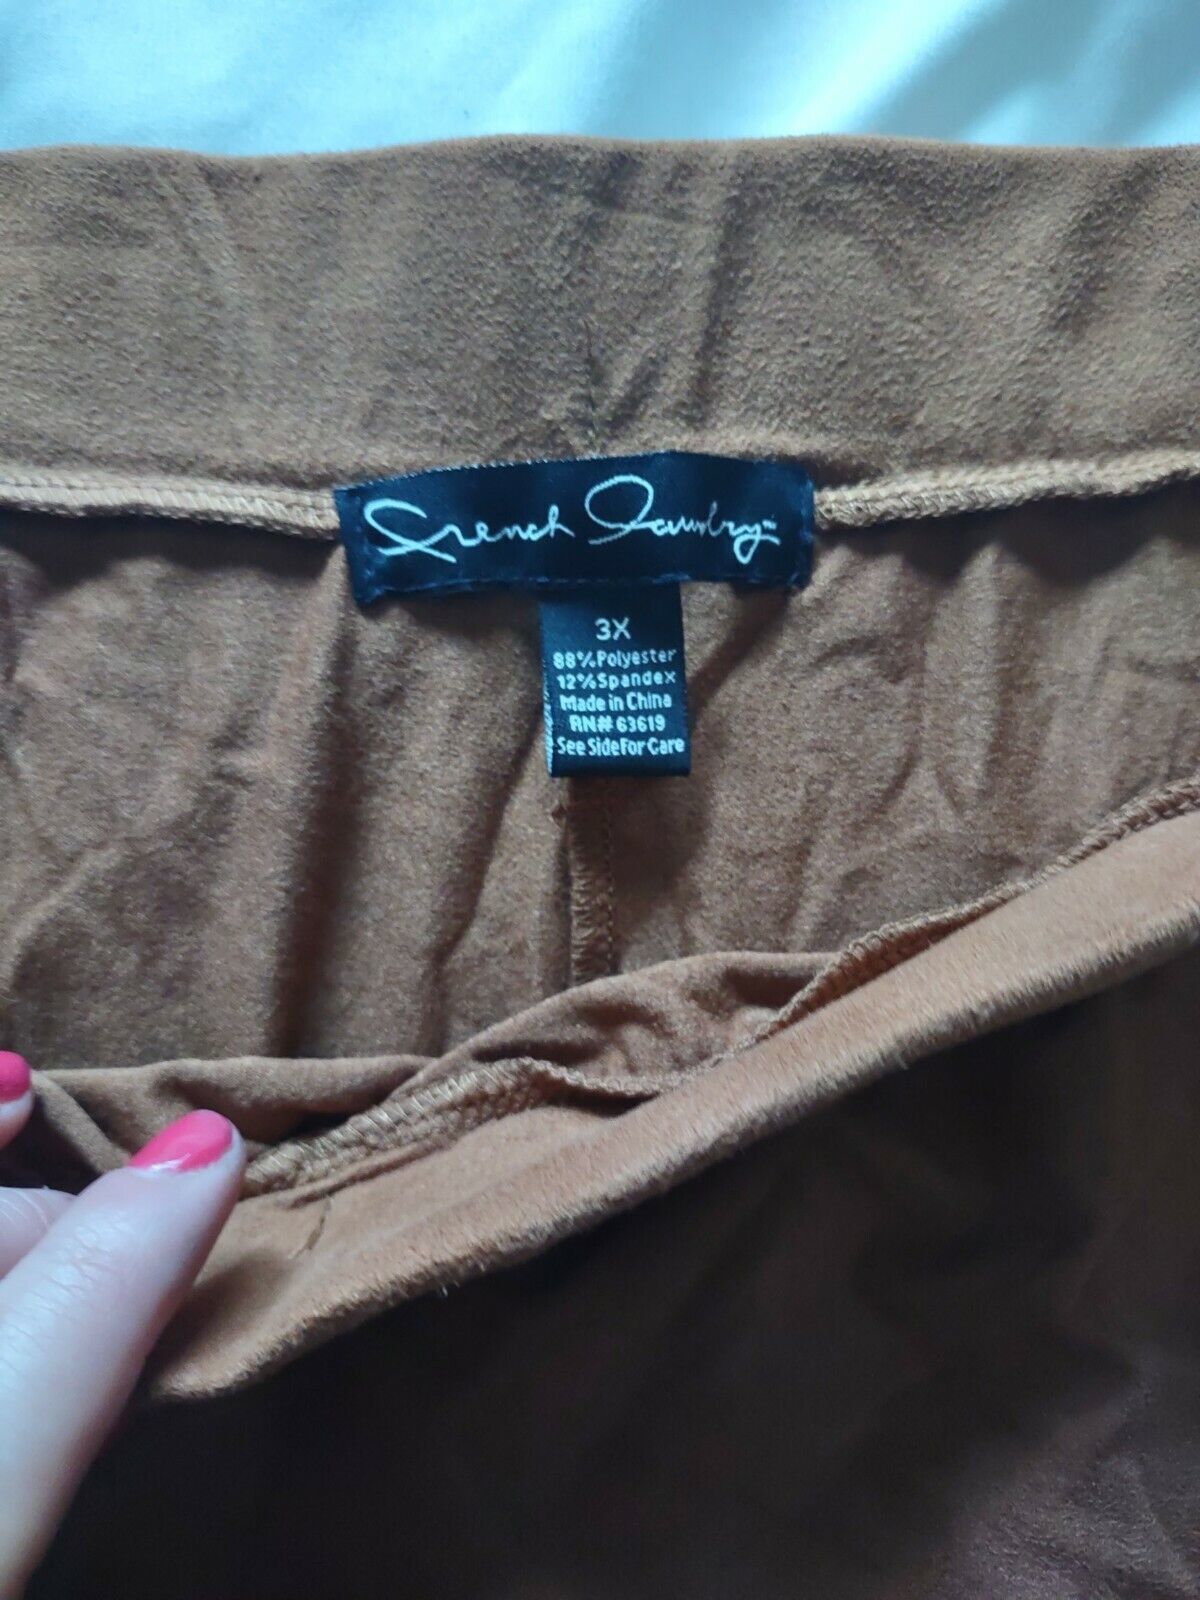 French Laundry
3X
88%Polyester
12%Spandex
Made in China
RN# 63619
See Side For Care